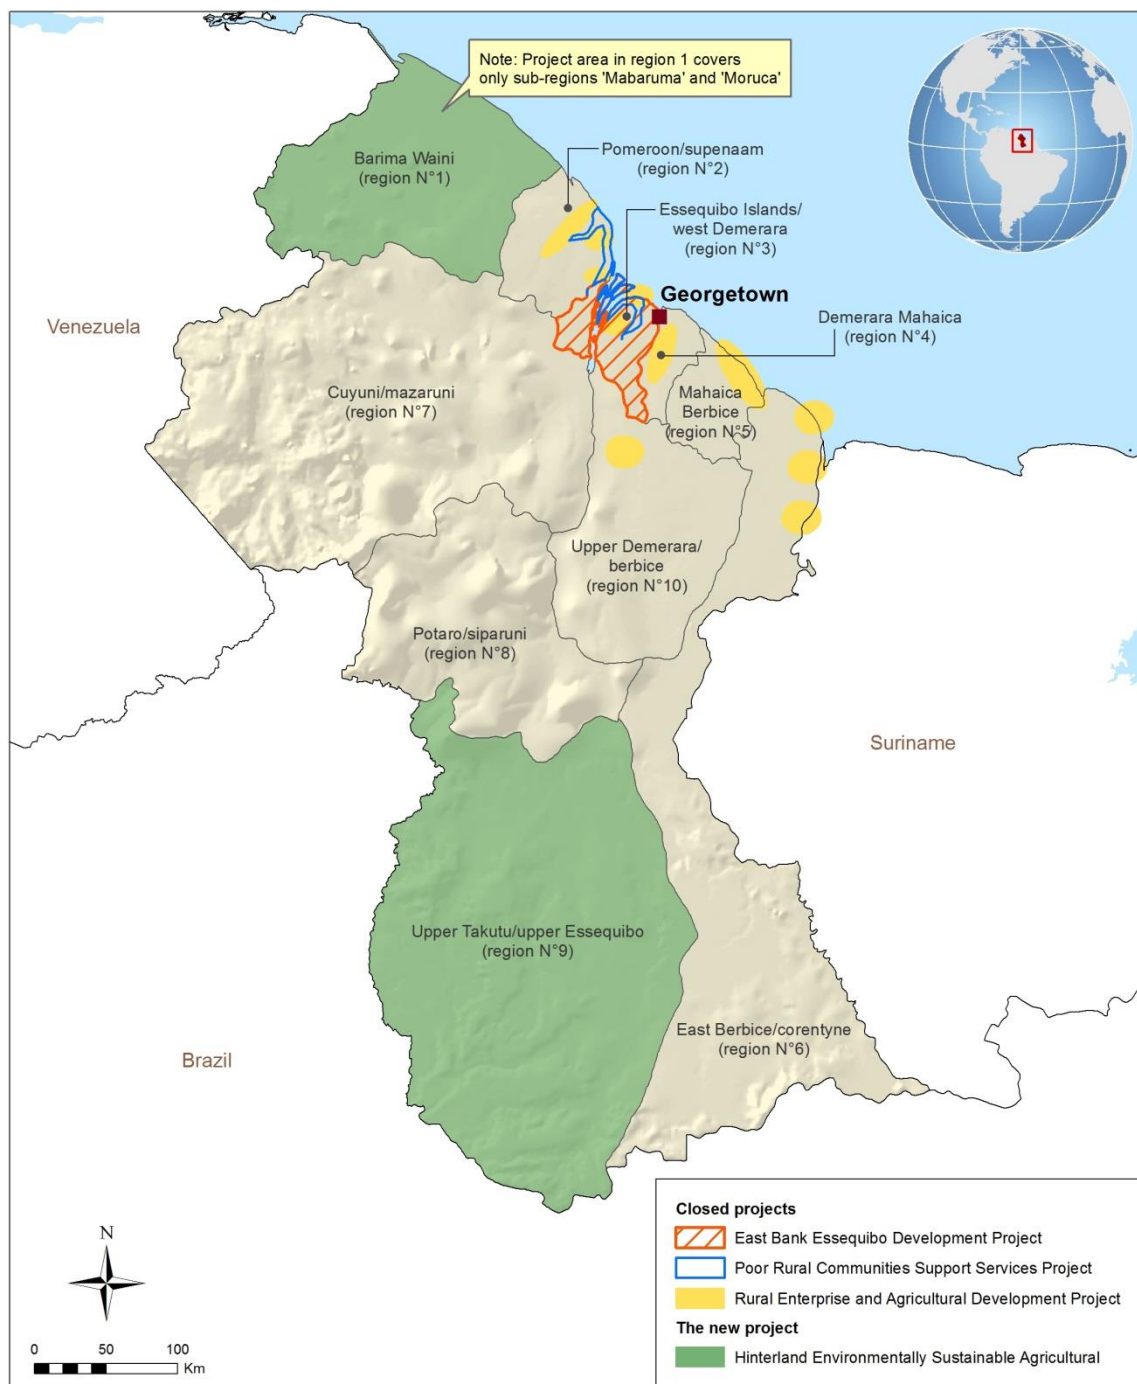 Note: Project area in region 1 covers
only sub-regions 'Mabaruma' and 'Moruca'
Barima Waini
(region N°1)
Pomeroon/supenaam
(region N°2)
Essequibo Islands/
west Demerara
(region N°3)
Georgetown
Venezuela
Demerara Mahaica
(region N°4)
Cuyuni/mazaruni
(region N°7)
Mahaica
Berbice
(region N°5)
Upper Demerara/
berbice
(region N°10)
Potaro/siparuni
(region N°8)
Suriname
Upper Takutu/upper Essequibo
(region N°9)
East Berbice/corentyne
(region N°6)
Brazil
Closed projects
East Bank Essequibo Development Project
Poor Rural Communities Support Services Project
Rural Enterprise and Agricultural Development Project
The new project
Hinterland Environmentally Sustainable Agricultural
N
0 50 100
Km